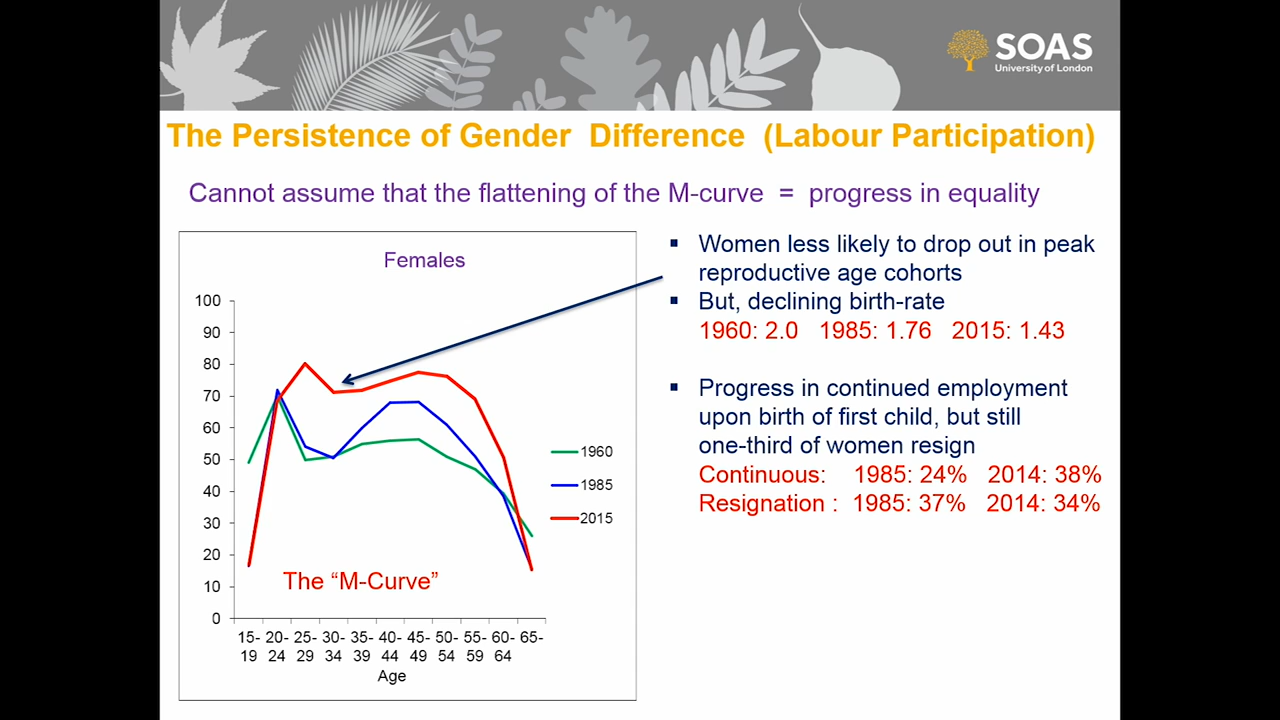 SOAS
University of London
The Persistence of Gender Difference (Labour Participation)
Cannot assume that the flattening of the M-curve = progress in equality
Females
100
90
80
70
60
50
40
30
20
10
0
1960
1985
2015
The “M-Curve”
15- 20- 25- 30- 35- 40- 45- 50- 55- 60- 65-
19 24 29 34 39 44 49 54 59 64
Age
▪ Women less likely to drop out in peak
reproductive age cohorts
▪ But, declining birth-rate
1960: 2.0 1985: 1.76 2015: 1.43
▪ Progress in continued employment
upon birth of first child, but still
one-third of women resign
Continuous: 1985: 24% 2014: 38%
Resignation : 1985: 37% 2014: 34%